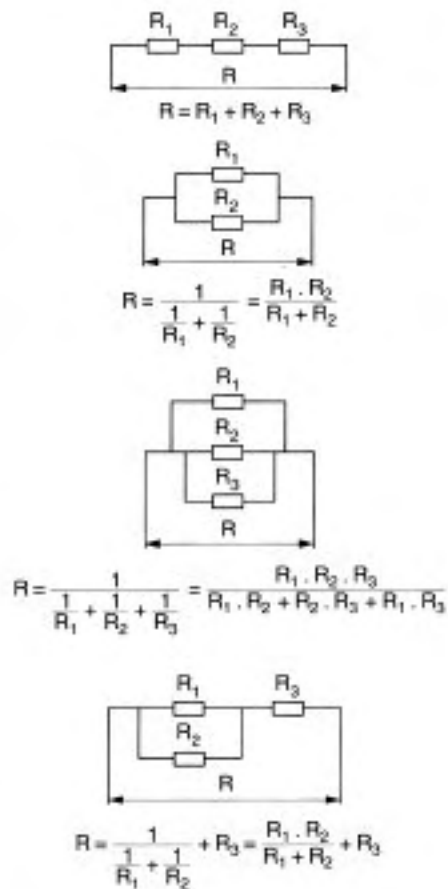 R₁ R₂ R₃
R
R = R₁ + R₂ + R₃
R₁
R₂
R
R = 1 / (1/R₁ + 1/R₂) = R₁ . R₂ / (R₁ + R₂)
R₁
R₂
R₃
R
R = 1 / (1/R₁ + 1/R₂ + 1/R₃) = R₁ . R₂ . R₃ / (R₁ . R₂ + R₂ . R₃ + R₁ . R₃)
R₁ R₃
R₂
R
R = 1 / (1/R₁ + 1/R₂) + R₃ = R₁ . R₂ / (R₁ + R₂) + R₃